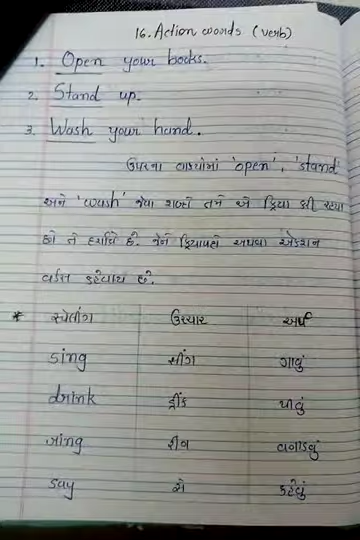 16. Action words (verb)
1. Open your books.
2. Stand up.
3. Wash your hand.
ઉપરના વાક્યોમાં 'open', 'stand'
અને 'wash' જેવા શબ્દો તમે જે ક્રિયા કરી રહ્યા
છો તે દર્શાવે છે. જેને ક્રિયાપદો અથવા એક્શન
વર્ડસ કહેવાય છે.
* સ્પેલીંગ ઉચ્ચાર અર્થ
sing સીંગ ગાવું
drink ડ્રીંક પીવું
ring રીંગ વગાડવું
say સે કહેવું